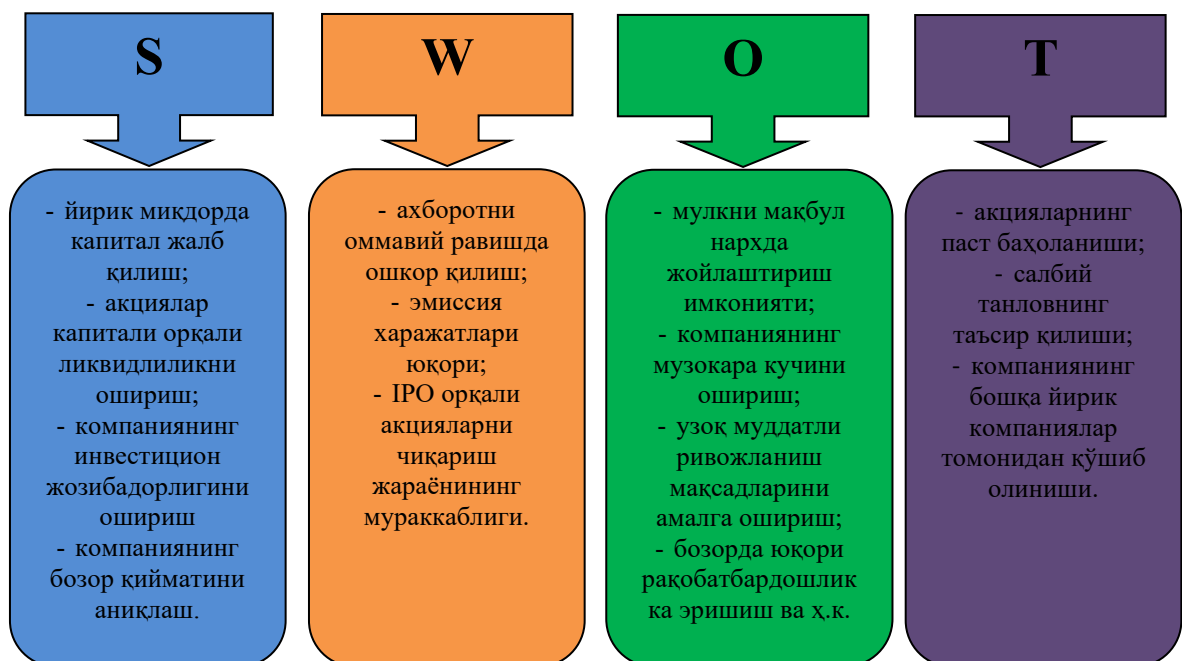 S
- йирик миқдорда
капитал жалб
қилиш;
- акциялар
капитали орқали
ликвидлиликни
ошириш;
- компаниянинг
инвестицион
жозибадорлигини
ошириш
- компаниянинг
бозор қийматини
аниқлаш.
W
- ахборотни
оммавий равишда
ошкор қилиш;
- эмиссия
харажатлари
юқори;
- IPO орқали
акцияларни
чиқариш
жараёнининг
мураккаблиги.
O
- мулкни мақбул
нархда
жойлаштириш
имконияти;
- компаниянинг
музокара кучини
ошириш;
- узоқ муддатли
ривожланиш
мақсадларини
амалга ошириш;
- бозорда юқори
рақобатбардошлик
ка эришиш ва ҳ.к.
T
- акцияларнинг
паст баҳоланиши;
- салбий
танловнинг
таъсир қилиши;
- компаниянинг
бошқа йирик
компаниялар
томонидан қўшиб
олиниши.